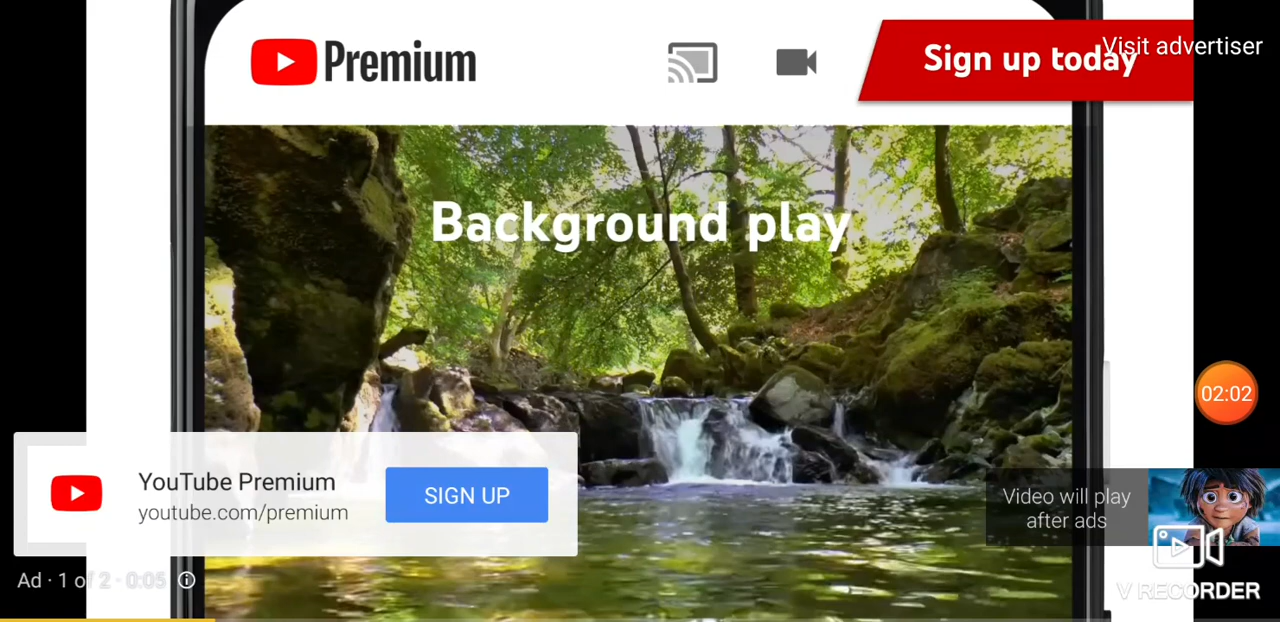 Premium
Sign up today
Visit advertiser
Background play
02:02
YouTube Premium
youtube.com/premium
SIGN UP
Video will play
after ads
V RECORDER
Ad · 1 of 2 · 0:05